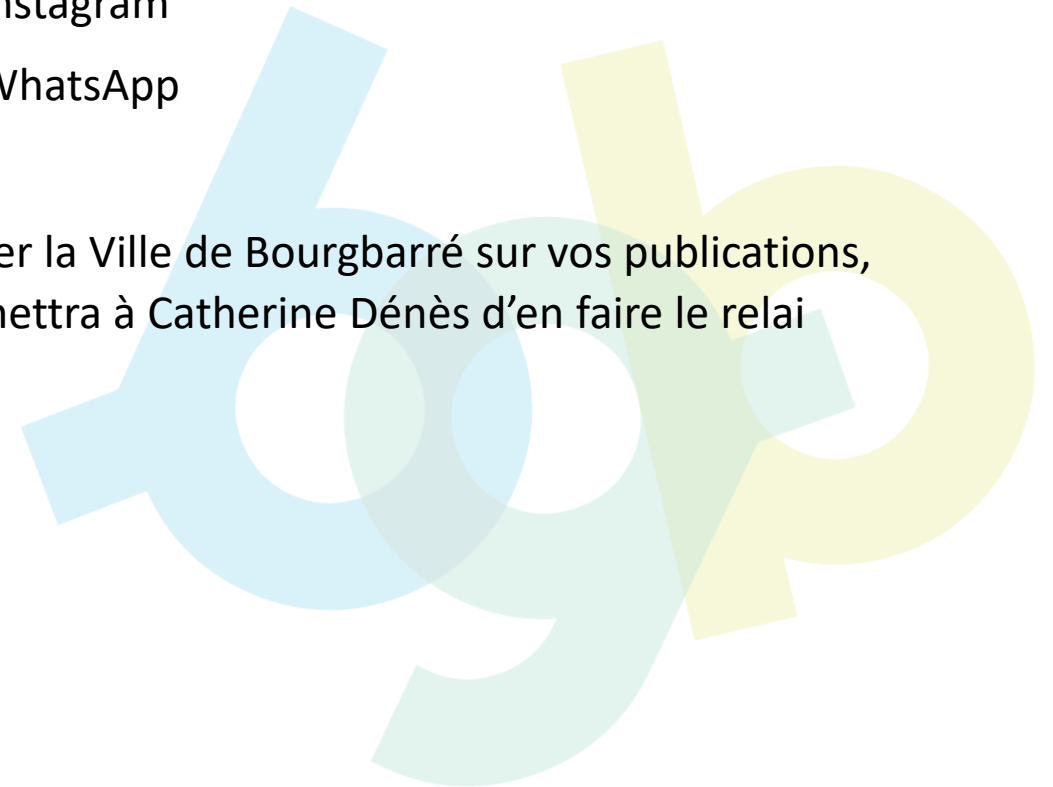 nstagram
WhatsApp
er la Ville de Bourgbarré sur vos publications,
nettra à Catherine Dénès d’en faire le relai